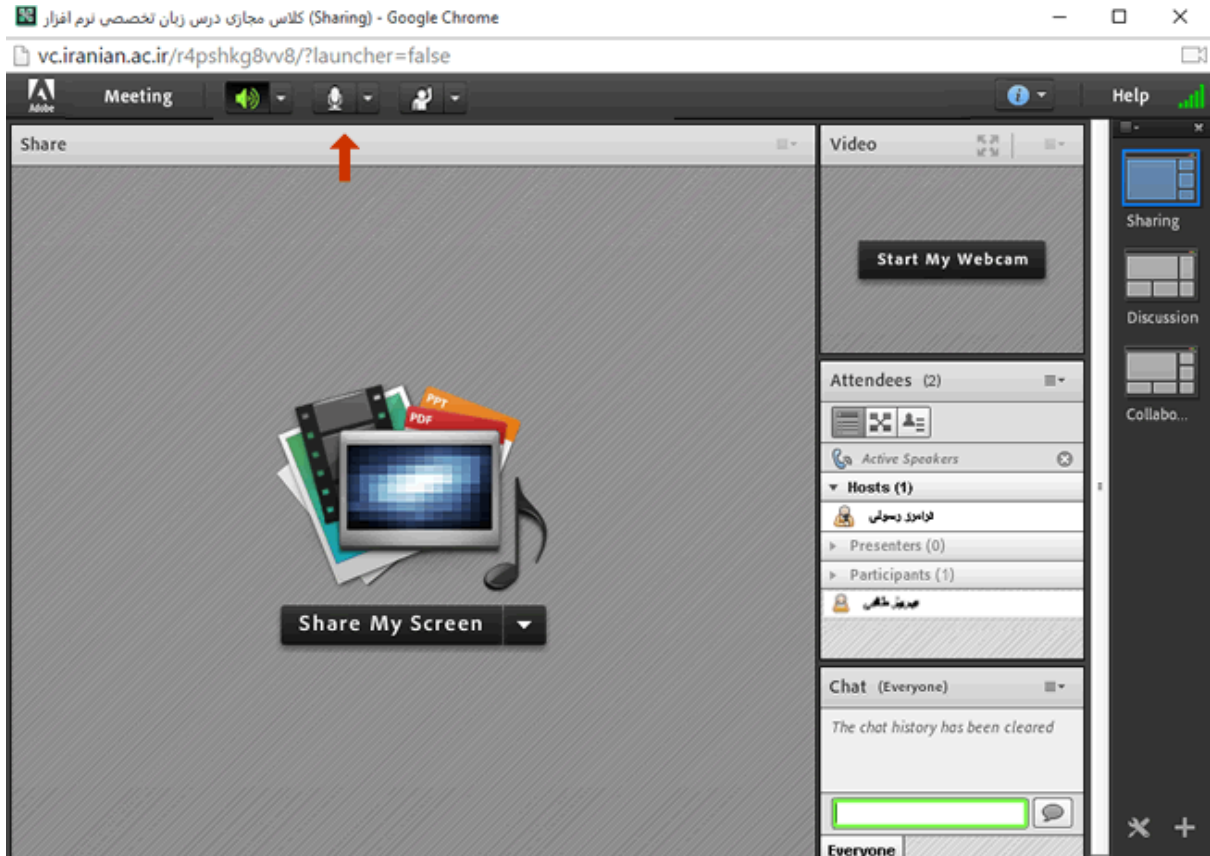 کلاس مجازی درس زبان تخصصی نرم افزار (Sharing) - Google Chrome
vc.iranian.ac.ir/r4pshkg8vv8/?launcher=false
Adobe
Meeting
Help
Share
Video
Sharing
Start My Webcam
Discussion
Attendees (2)
Collabo...
Active Speakers
Hosts (1)
فرامرز رسولی
Presenters (0)
Participants (1)
PPT
PDF
Share My Screen
Chat (Everyone)
The chat history has been cleared
Everyone